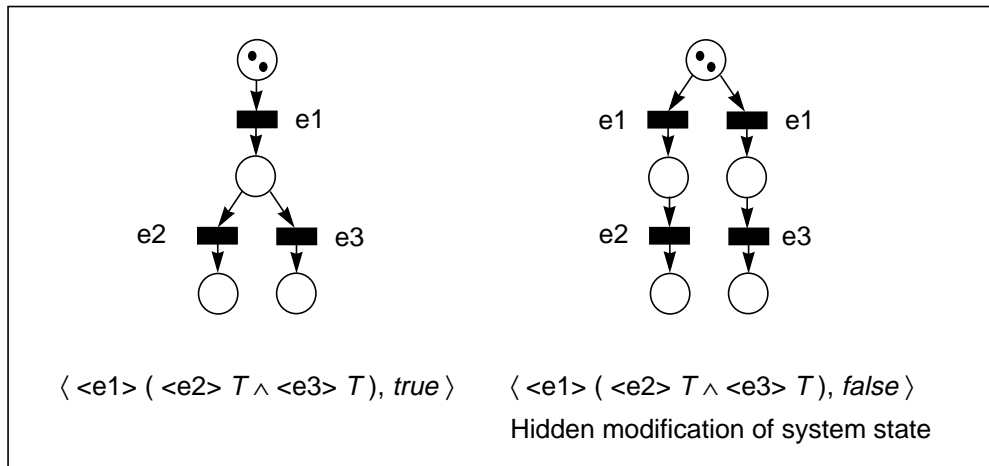 e1 e1 e1
e2 e3 e2 e3
⟨ <e1> ( <e2> T ∧ <e3> T ), true ⟩ ⟨ <e1> ( <e2> T ∧ <e3> T ), false ⟩
Hidden modification of system state